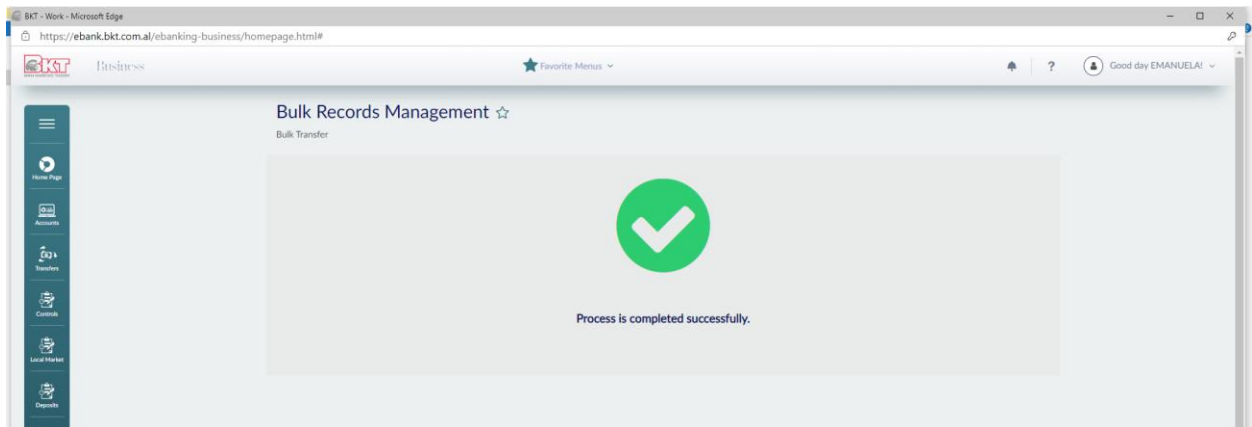 BKT - Work - Microsoft Edge
https://ebank.bkt.com.al/ebanking-business/homepage.html#
BKT Business Favorite Menus ? Good day EMANUELA!
Bulk Records Management
Bulk Transfer
Home Page
Accounts
Transfers
Controls
Local Market
Deposits
Process is completed successfully.